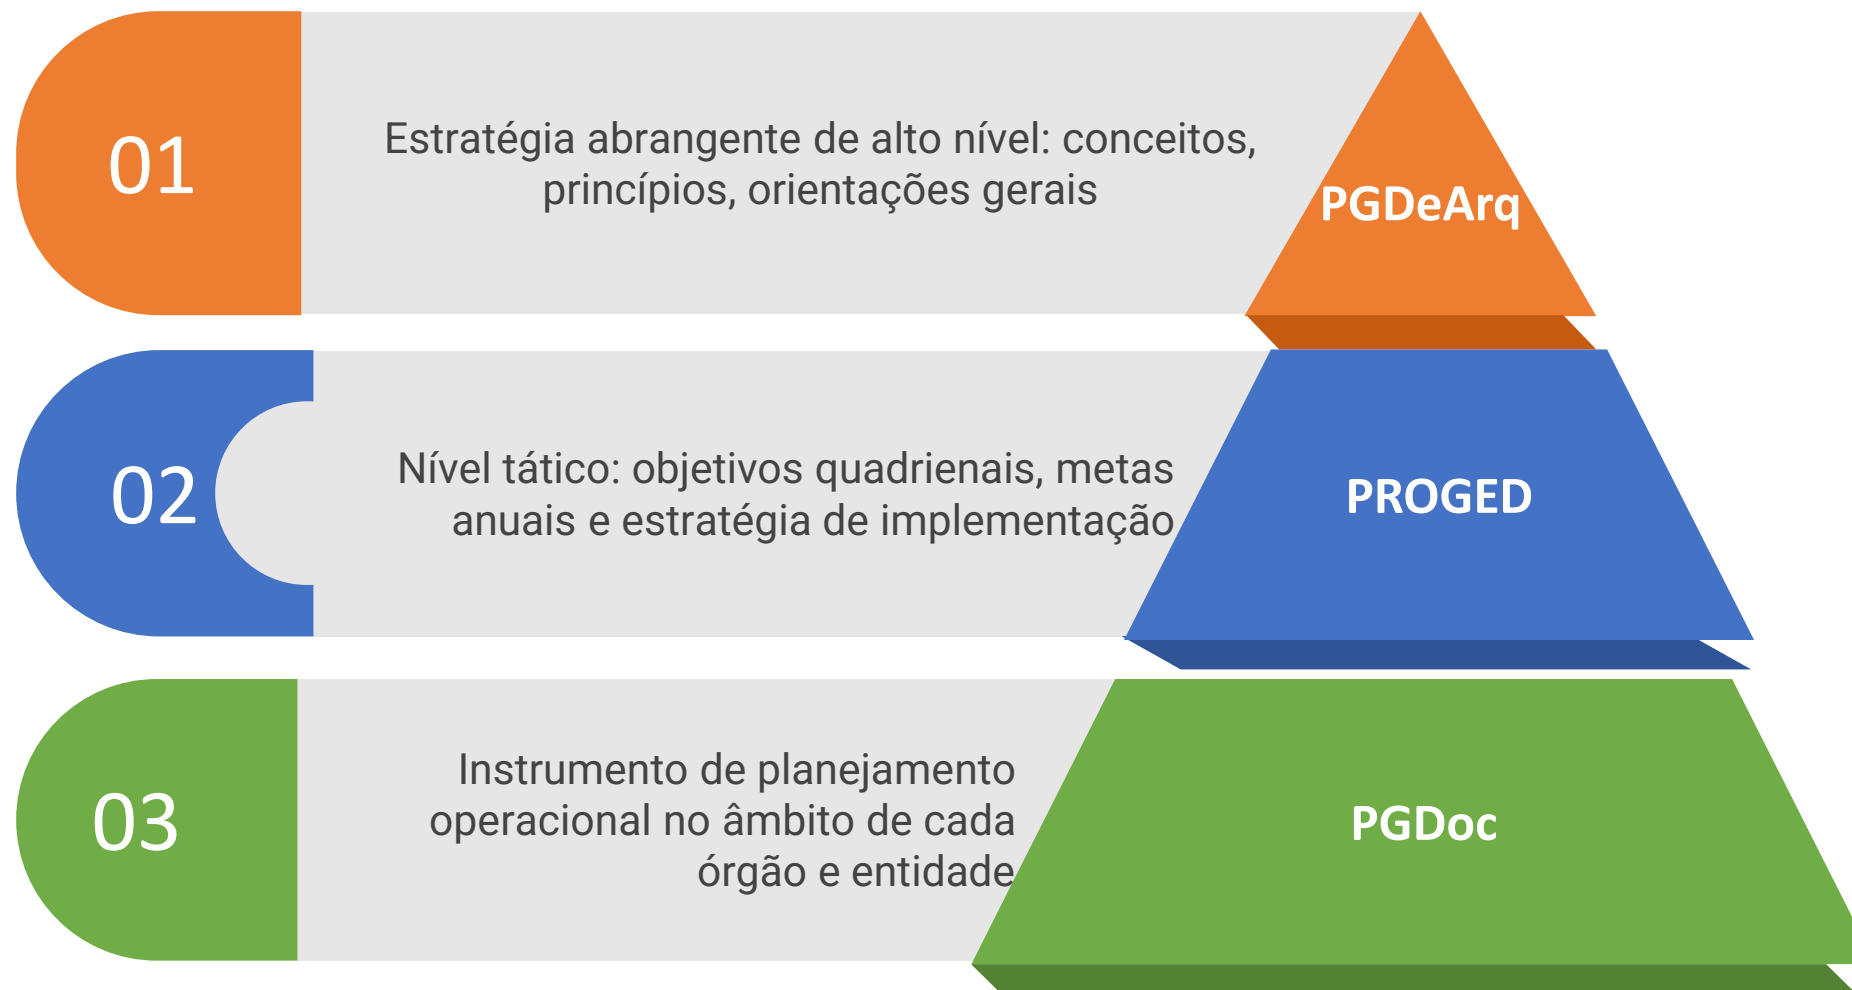 01
Estratégia abrangente de alto nível: conceitos,
princípios, orientações gerais
PGDeArq
02
Nível tático: objetivos quadrienais, metas
anuais e estratégia de implementação
PROGED
03
Instrumento de planejamento
operacional no âmbito de cada
órgão e entidade
PGDoc